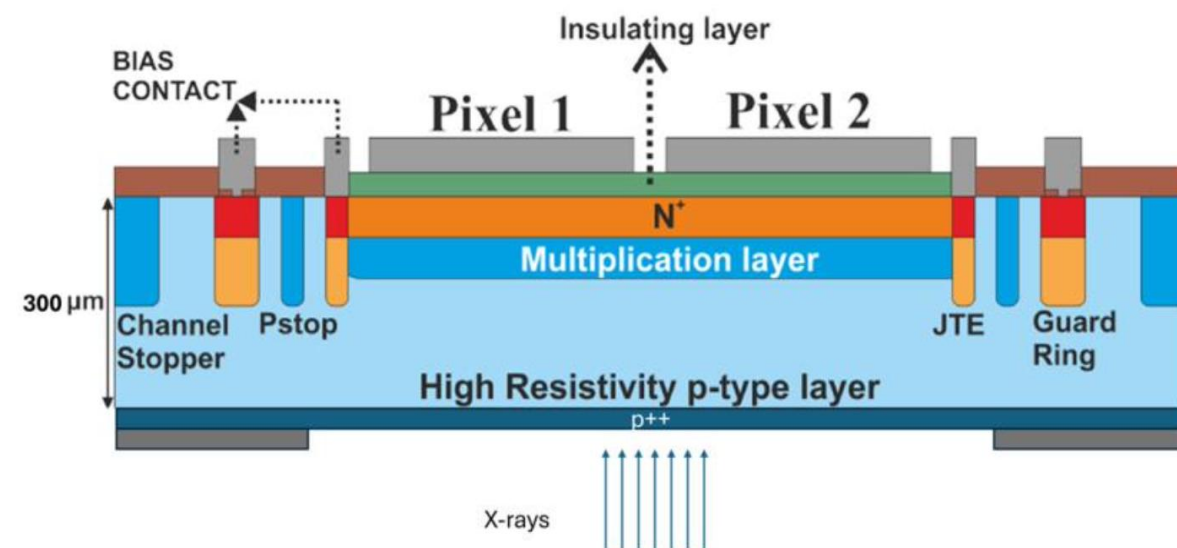 Insulating layer
BIAS
CONTACT
Pixel 1
Pixel 2
N⁺
Multiplication layer
300 μm
Channel
Stopper
Pstop
JTE
Guard
Ring
High Resistivity p-type layer
p++
X-rays